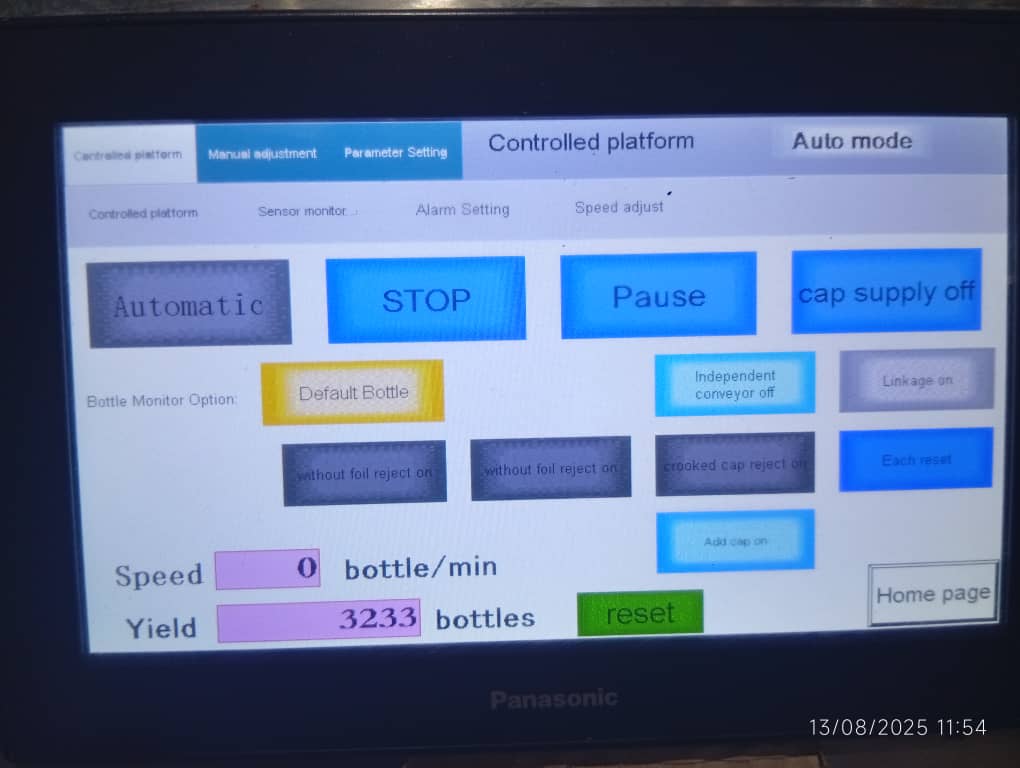 Controlled platform
Manual adjustment
Parameter Setting
Controlled platform
Auto mode
Controlled platform
Sensor monitor...
Alarm Setting
Speed adjust
Automatic
STOP
Pause
cap supply off
Bottle Monitor Option:
Default Bottle
Independent
conveyor off
Linkage on
without foil reject on
without foil reject on
crooked cap reject on
Each reset
Add cap on
Speed
0
bottle/min
Yield
3233
bottles
reset
Home page
Panasonic
13/08/2025 11:54